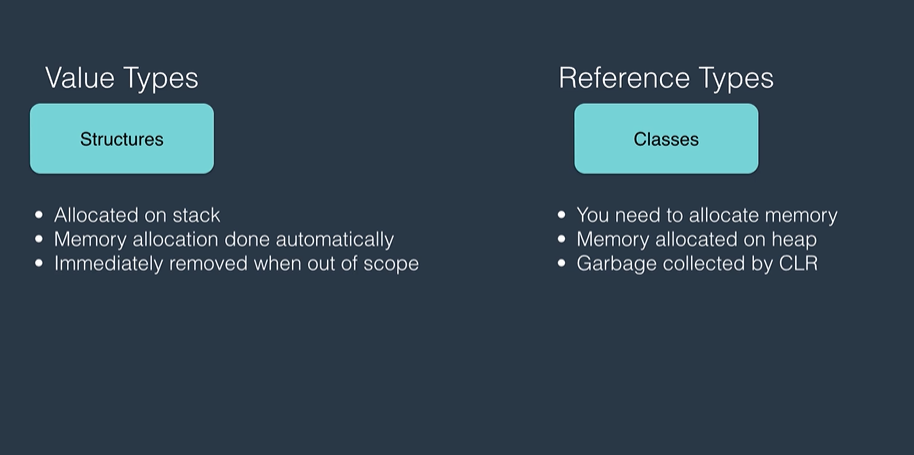 Value Types
Structures
• Allocated on stack
• Memory allocation done automatically
• Immediately removed when out of scope
Reference Types
Classes
• You need to allocate memory
• Memory allocated on heap
• Garbage collected by CLR